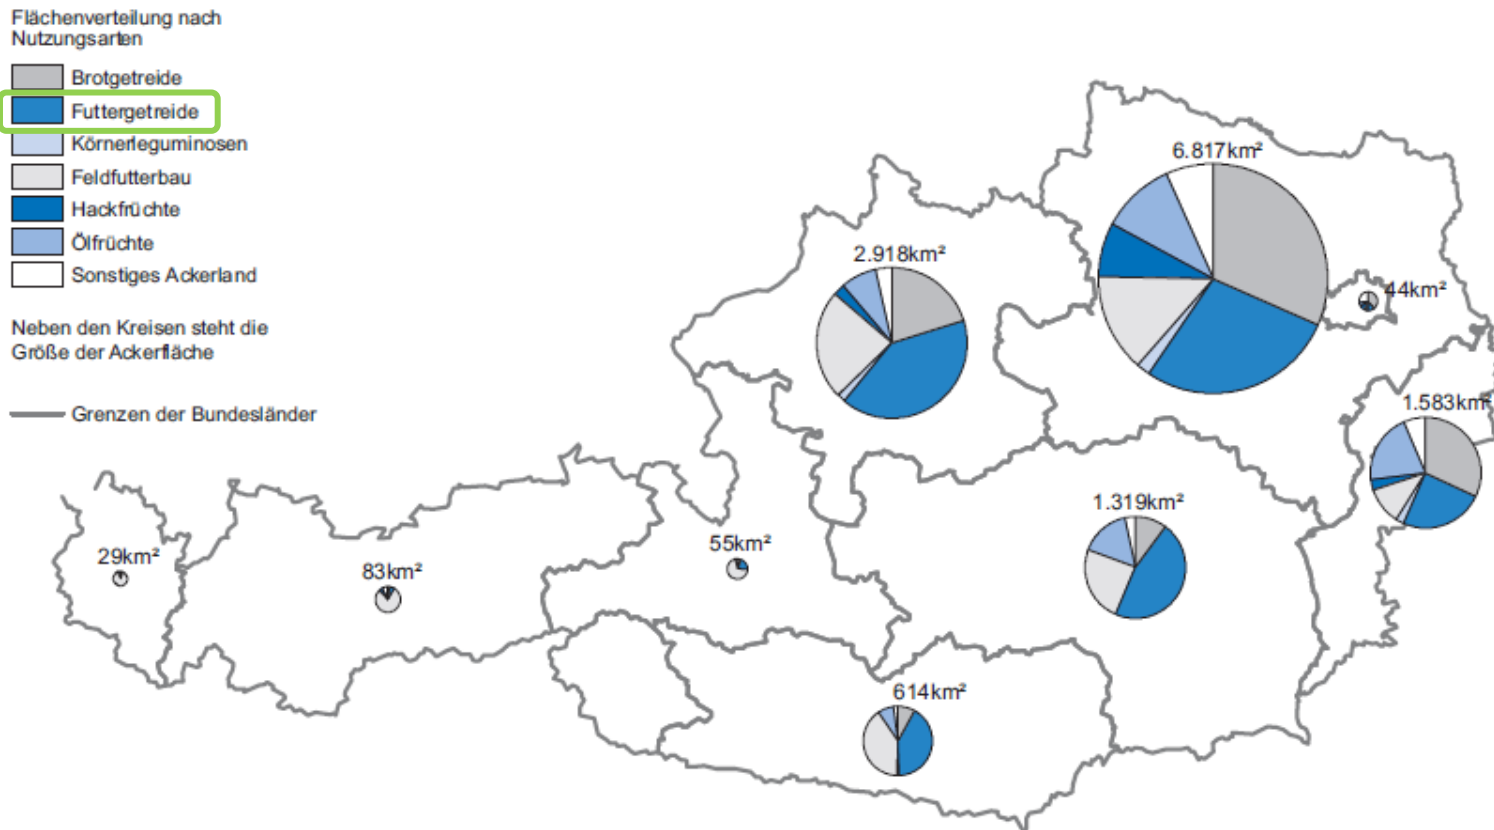 Flächenverteilung nach
Nutzungsarten
Brotgetreide
Futtergetreide
Körnerleguminosen
Feldfutterbau
Hackfrüchte
Ölfrüchte
Sonstiges Ackerland
Neben den Kreisen steht die
Größe der Ackerfläche
Grenzen der Bundesländer
6.817km²
2.918km²
44km²
1.583km²
1.319km²
55km²
29km²
83km²
614km²